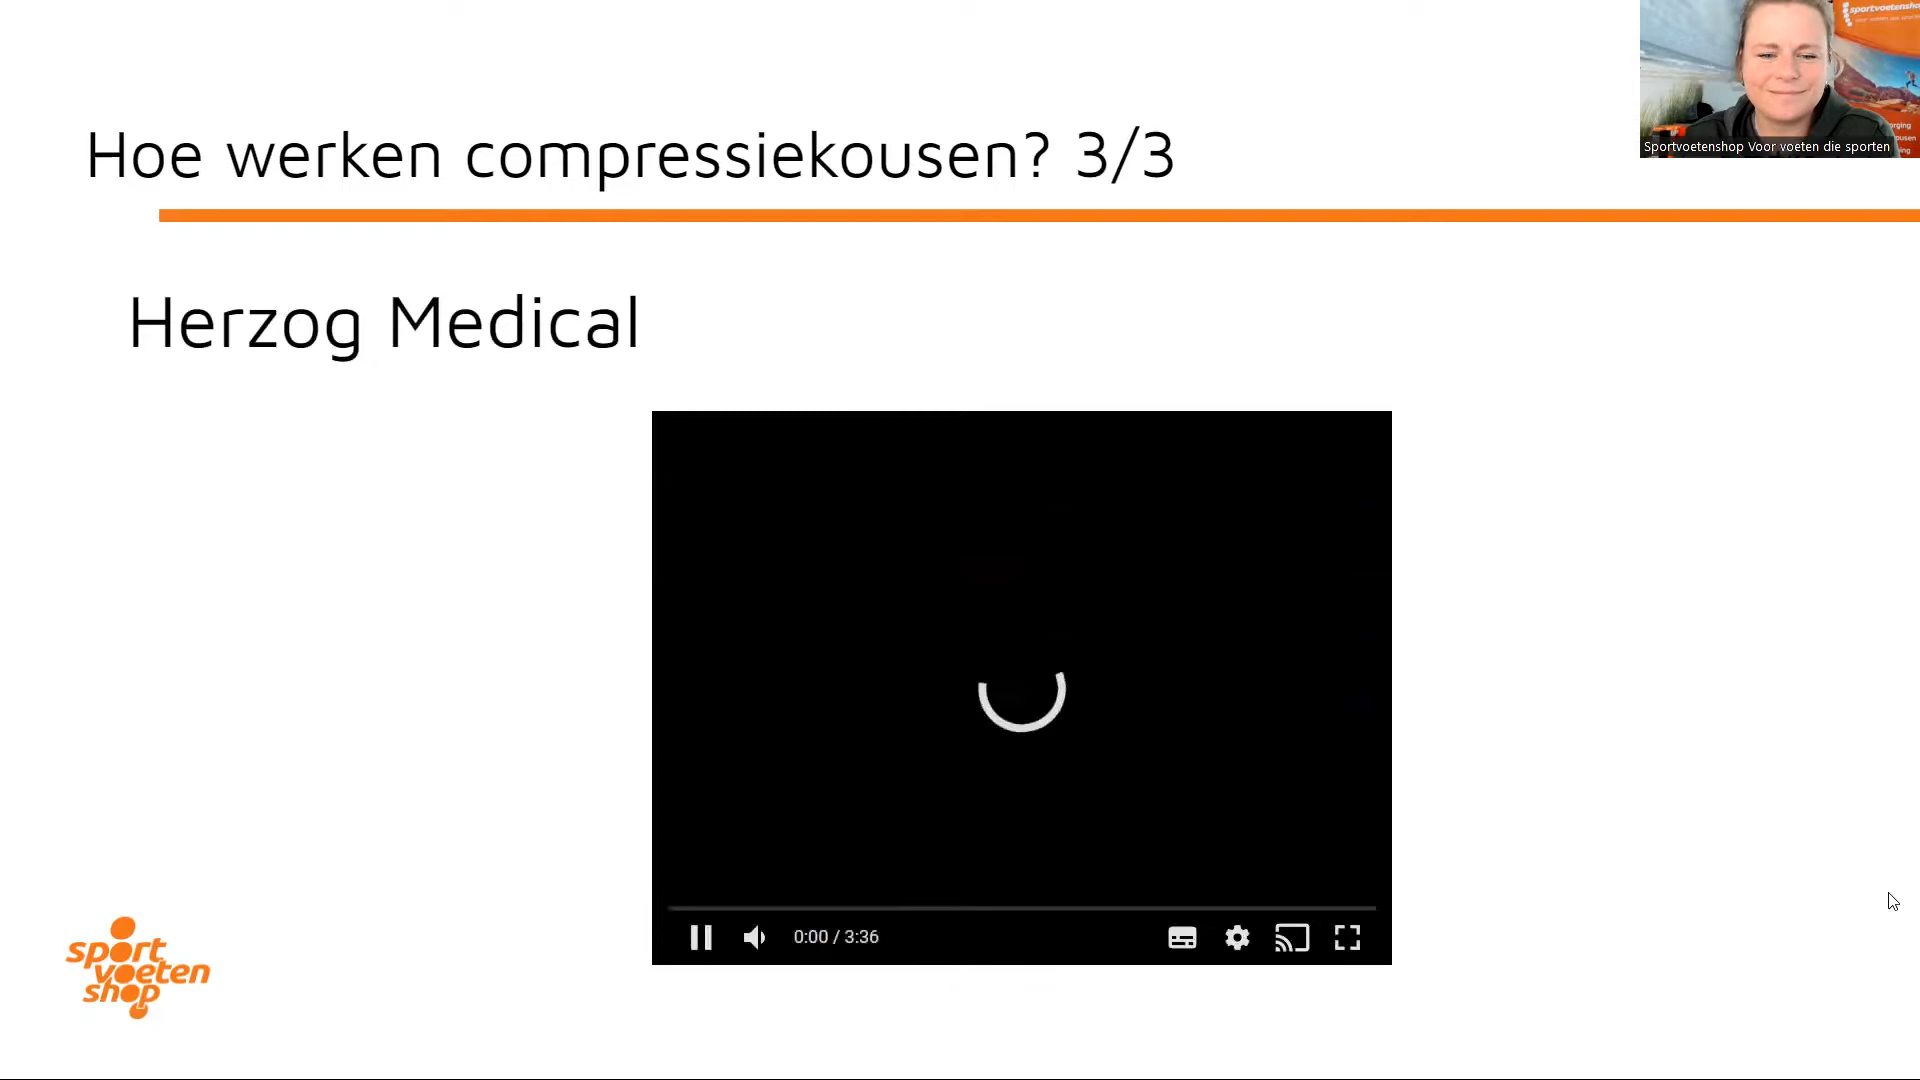 Hoe werken compressiekousen? 3/3
sportvoetensho
Sportvoetenshop Voor voeten die sporten
Herzog Medical
0:00 / 3:36
sport
voeten
shop